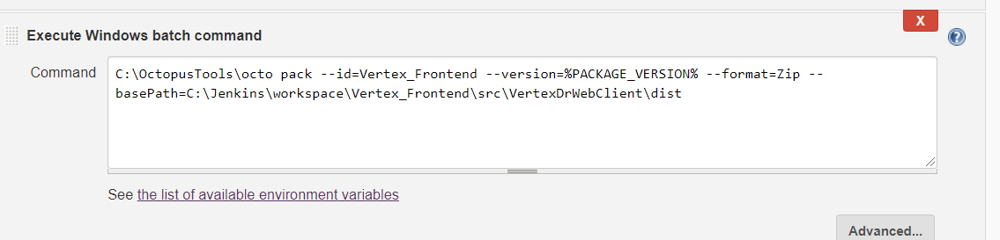 X
Execute Windows batch command
Command
C:\OctopusTools\octo pack --id=Vertex_Frontend --version=%PACKAGE_VERSION% --format=Zip --
basePath=C:\Jenkins\workspace\Vertex_Frontend\src\VertexDrWebClient\dist
See the list of available environment variables
Advanced...